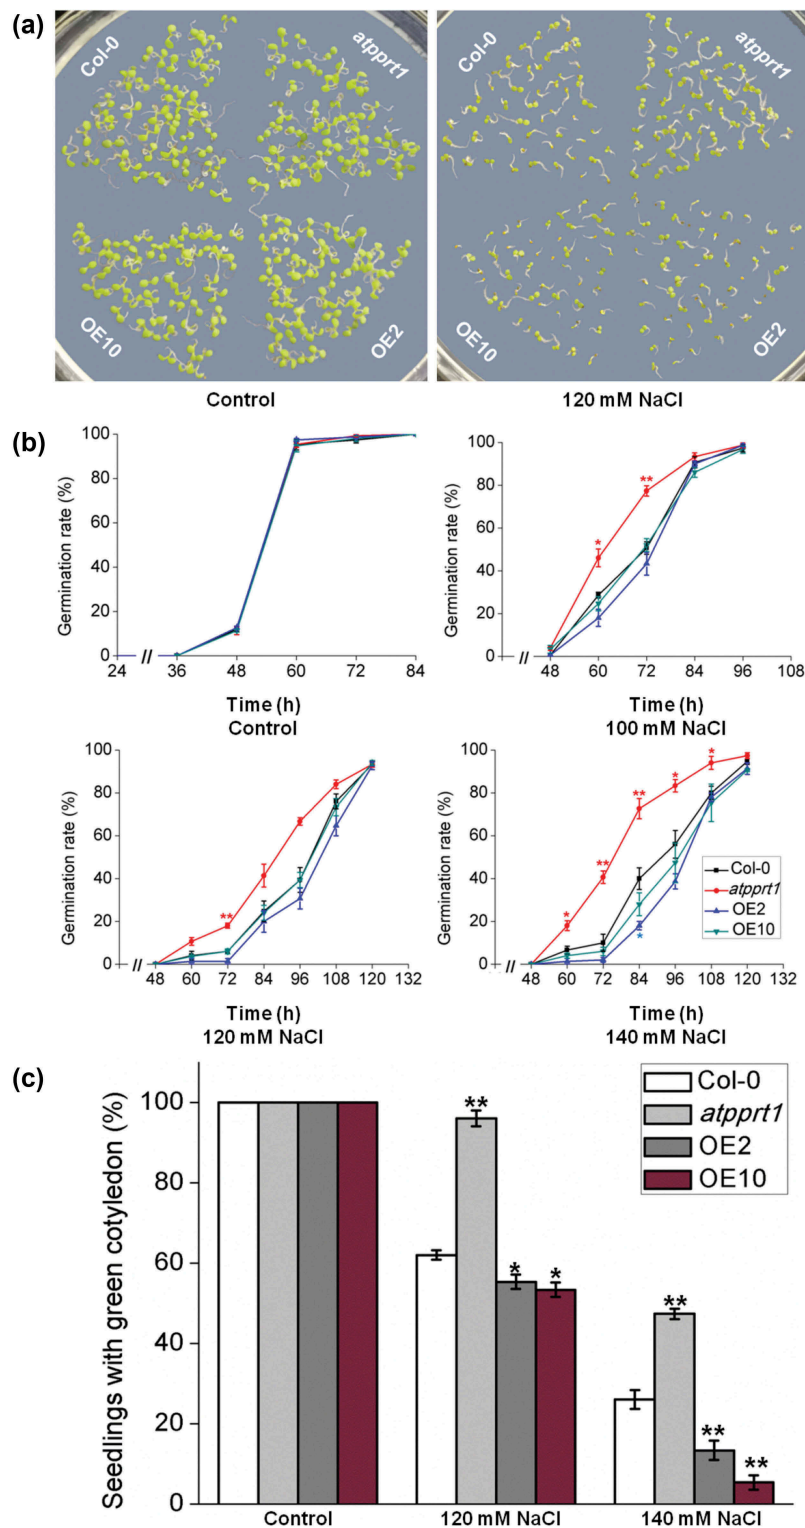 (a)
Col-0
atpprt1
OE10
OE2
Col-0
atpprt1
OE10
OE2
Control
120 mM NaCl
(b)
Germination rate (%)
100
80
60
40
20
0
24
//
36
48
60
72
84
Time (h)
Control
Germination rate (%)
100
80
60
40
20
0
*
**
//
48
60
72
84
96
108
Time (h)
100 mM NaCl
Germination rate (%)
100
80
60
40
20
0
**
//
48
60
72
84
96
108
120
132
Time (h)
120 mM NaCl
Germination rate (%)
100
80
60
40
20
0
*
**
**
*
*
*
Col-0
atpprt1
OE2
OE10
//
48
60
72
84
96
108
120
132
Time (h)
140 mM NaCl
(c)
Seedlings with green cotyledon (%)
100
80
60
40
20
0
Col-0
atpprt1
OE2
OE10
**
*
*
**
**
**
Control
120 mM NaCl
140 mM NaCl